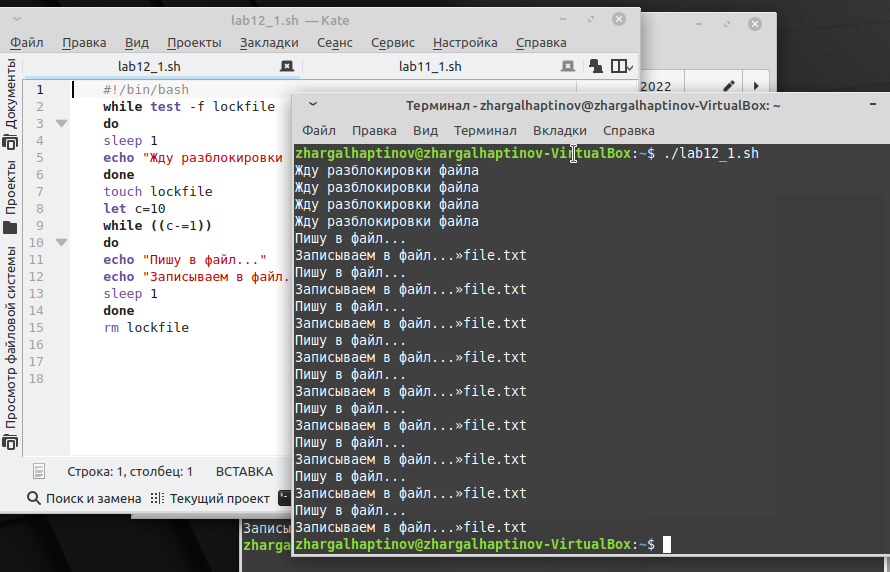 lab12_1.sh — Kate
Файл Правка Вид Проекты Закладки Сеанс Сервис Настройка Справка
lab12_1.sh lab11_1.sh
2022
Документы
Проекты
Просмотр файловой системы
1 #!/bin/bash
2 while test -f lockfile
3 do
4 sleep 1
5 echo "Жду разблокировки
6 done
7 touch lockfile
8 let c=10
9 while ((c-=1))
10 do
11 echo "Пишу в файл..."
12 echo "Записываем в файл.
13 sleep 1
14 done
15 rm lockfile
16
17
18
Строка: 1, столбец: 1 ВСТАВКА
Поиск и замена Текущий проект
Терминал - zhargalhaptinov@zhargalhaptinov-VirtualBox: ~
Файл Правка Вид Терминал Вкладки Справка
zhargalhaptinov@zhargalhaptinov-VirtualBox:~$ ./lab12_1.sh
Жду разблокировки файла
Жду разблокировки файла
Жду разблокировки файла
Жду разблокировки файла
Пишу в файл...
Записываем в файл...»file.txt
Пишу в файл...
Записываем в файл...»file.txt
Пишу в файл...
Записываем в файл...»file.txt
Пишу в файл...
Записываем в файл...»file.txt
Пишу в файл...
Записываем в файл...»file.txt
Пишу в файл...
Записываем в файл...»file.txt
Пишу в файл...
Записываем в файл...»file.txt
Пишу в файл...
Записываем в файл...»file.txt
Пишу в файл...
Записываем в файл...»file.txt
zhargalhaptinov@zhargalhaptinov-VirtualBox:~$
Записы
zharga